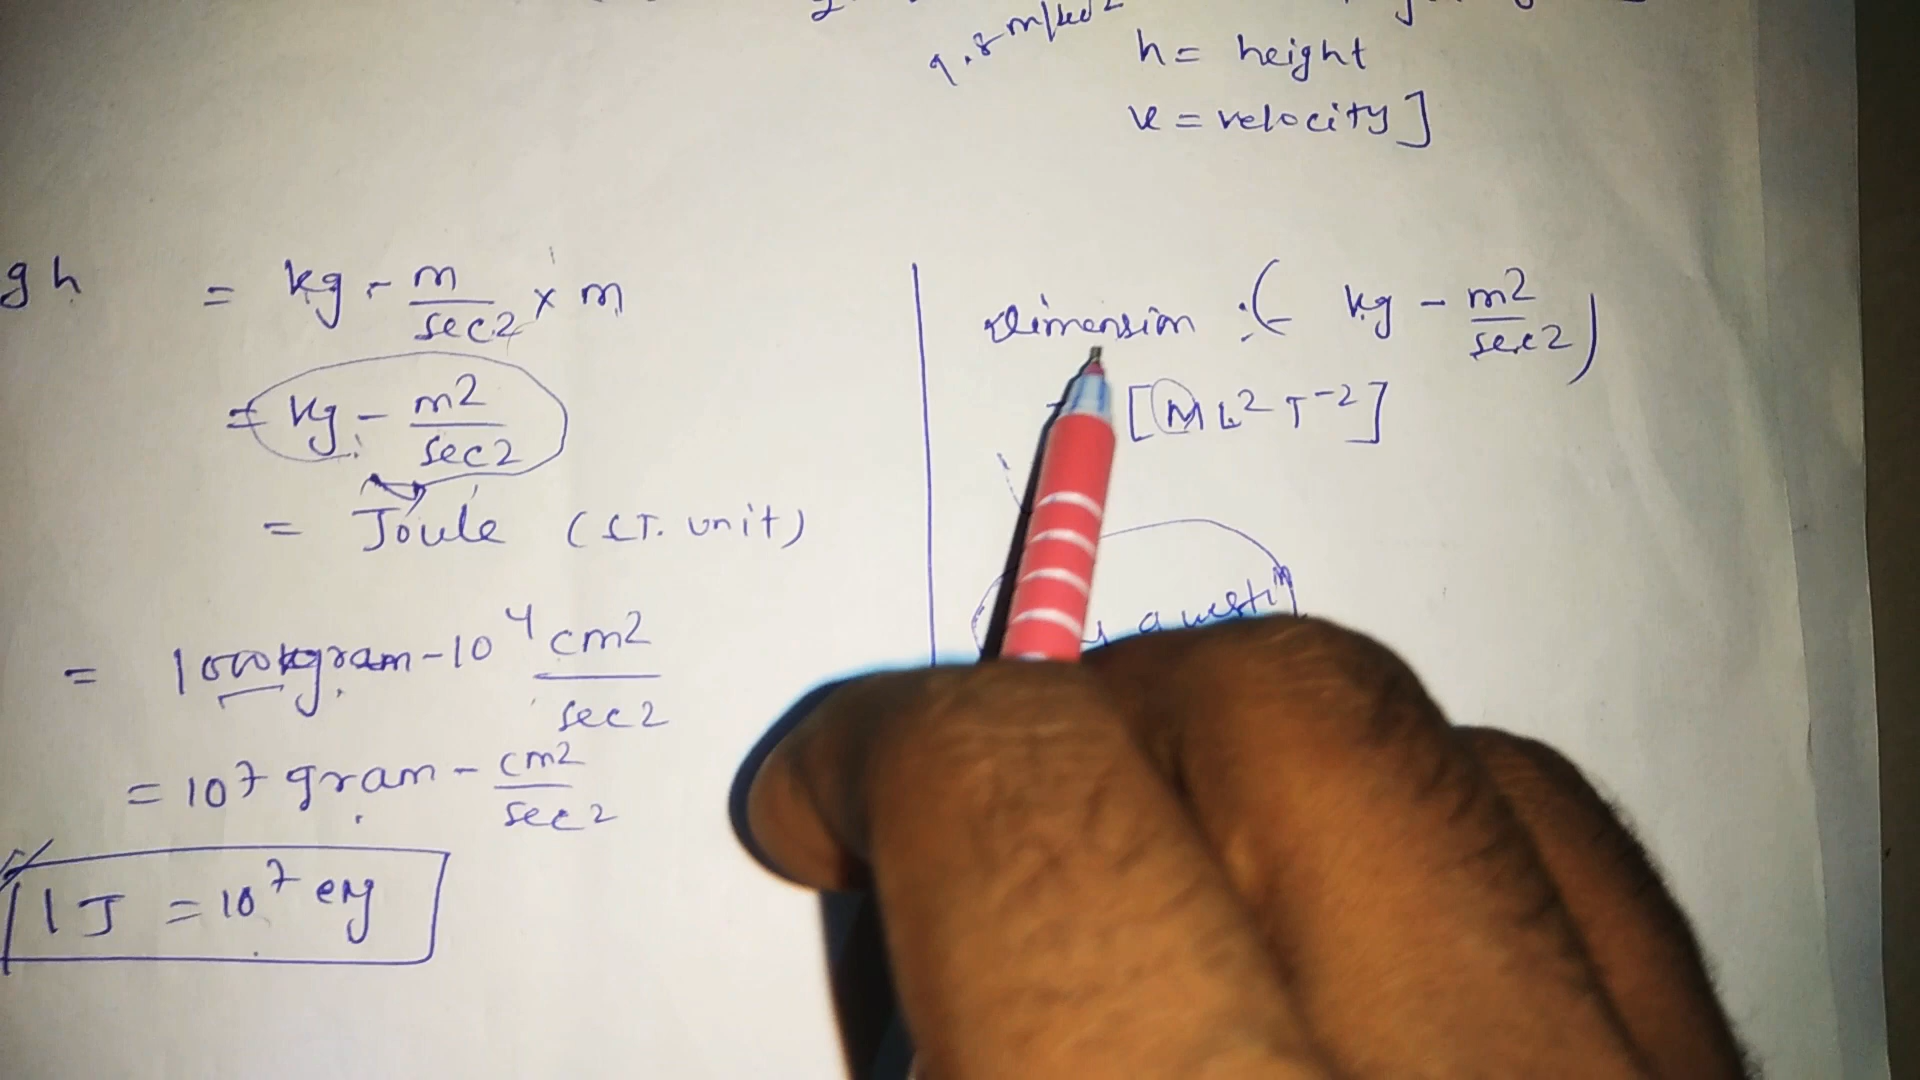 9.8 m/sec2
h = height
v = velocity]
gh = kg - m/sec2 x m
= kg - m2/sec2
= Joule (S.I. unit)
= 1000 gram - 10^4 cm2/sec2
= 10^7 gram - cm2/sec2
1 J = 10^7 erg
Dimension :( kg - m2/sec2)
[M L^2 T^-2]